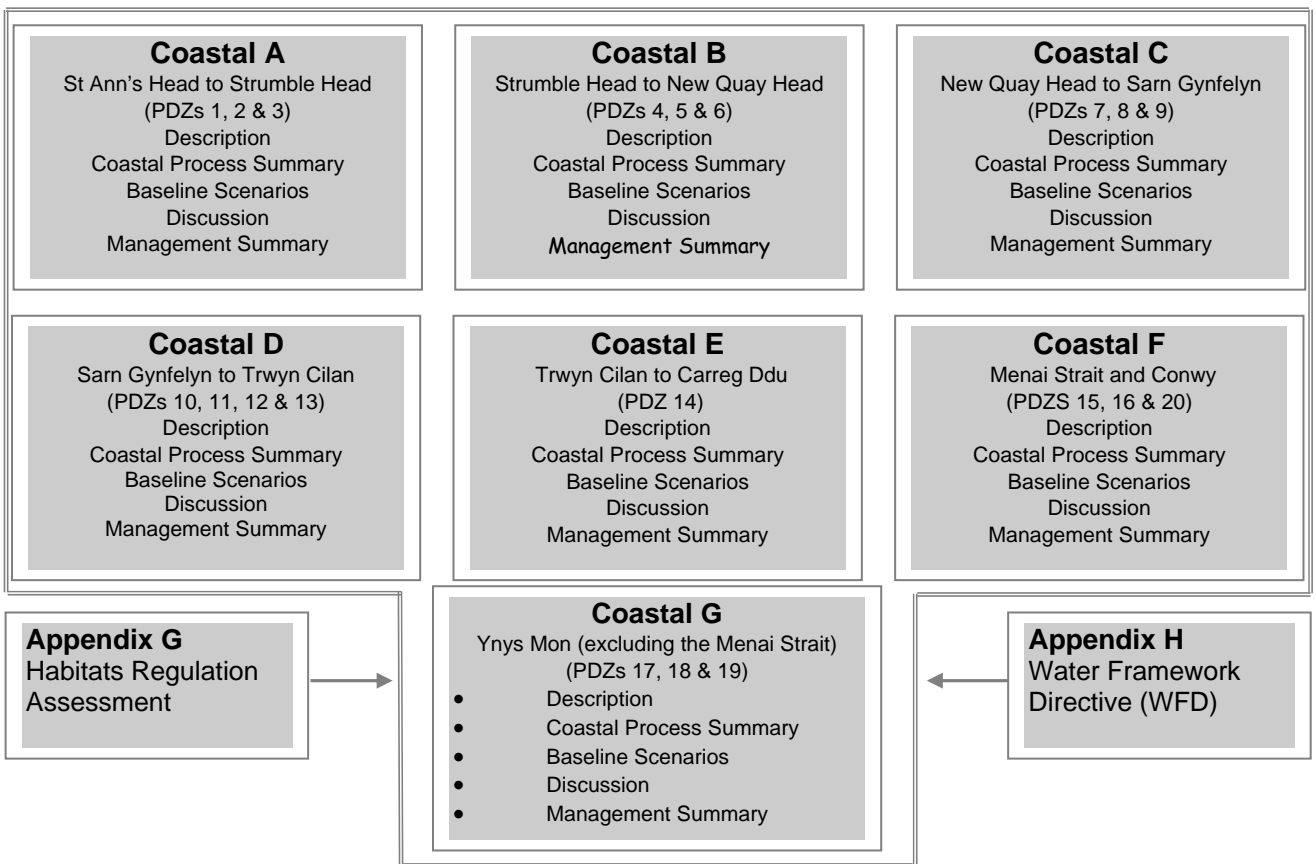 Coastal A
St Ann's Head to Strumble Head
(PDZs 1, 2 & 3)
Description
Coastal Process Summary
Baseline Scenarios
Discussion
Management Summary
Coastal B
Strumble Head to New Quay Head
(PDZs 4, 5 & 6)
Description
Coastal Process Summary
Baseline Scenarios
Discussion
Management Summary
Coastal C
New Quay Head to Sarn Gynfelyn
(PDZs 7, 8 & 9)
Description
Coastal Process Summary
Baseline Scenarios
Discussion
Management Summary
Coastal D
Sarn Gynfelyn to Trwyn Cilan
(PDZs 10, 11, 12 & 13)
Description
Coastal Process Summary
Baseline Scenarios
Discussion
Management Summary
Coastal E
Trwyn Cilan to Carreg Ddu
(PDZ 14)
Description
Coastal Process Summary
Baseline Scenarios
Discussion
Management Summary
Coastal F
Menai Strait and Conwy
(PDZS 15, 16 & 20)
Description
Coastal Process Summary
Baseline Scenarios
Discussion
Management Summary
Appendix G
Habitats Regulation
Assessment
Coastal G
Ynys Mon (excluding the Menai Strait)
(PDZs 17, 18 & 19)
• Description
• Coastal Process Summary
• Baseline Scenarios
• Discussion
• Management Summary
Appendix H
Water Framework
Directive (WFD)